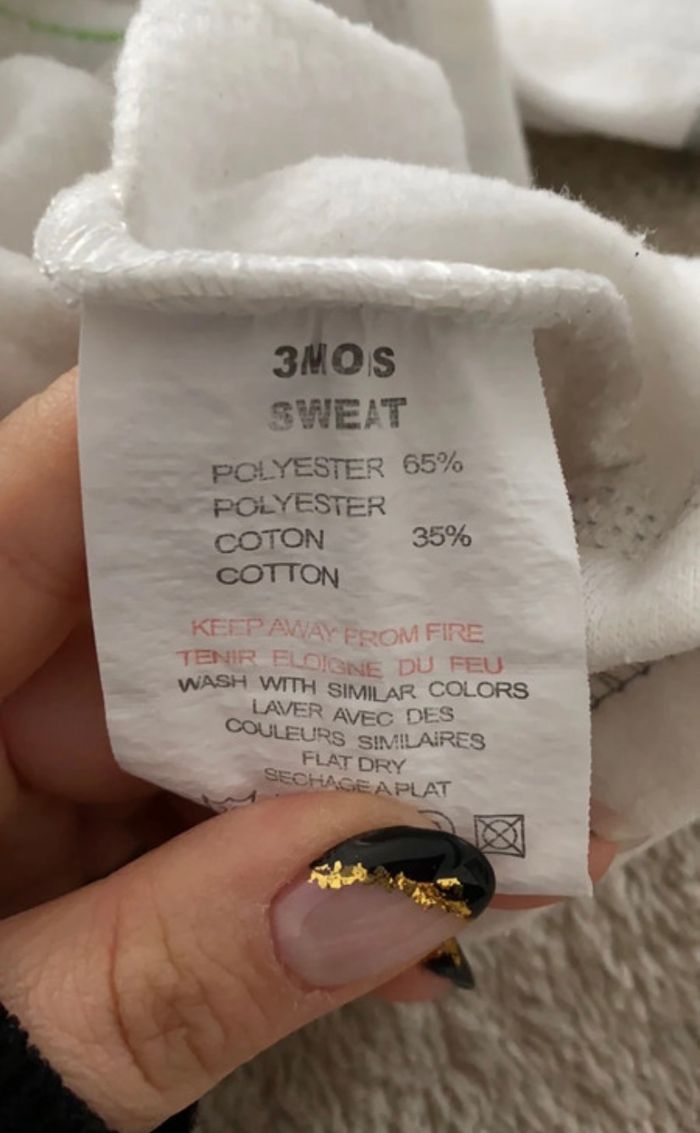 3MOIS
SWEAT
POLYESTER 65%
POLYESTER
COTON 35%
COTTON
KEEP AWAY FROM FIRE
TENIR ELOIGNE DU FEU
WASH WITH SIMILAR COLORS
LAVER AVEC DES
COULEURS SIMILAIRES
FLAT DRY
SECHAGE A PLAT